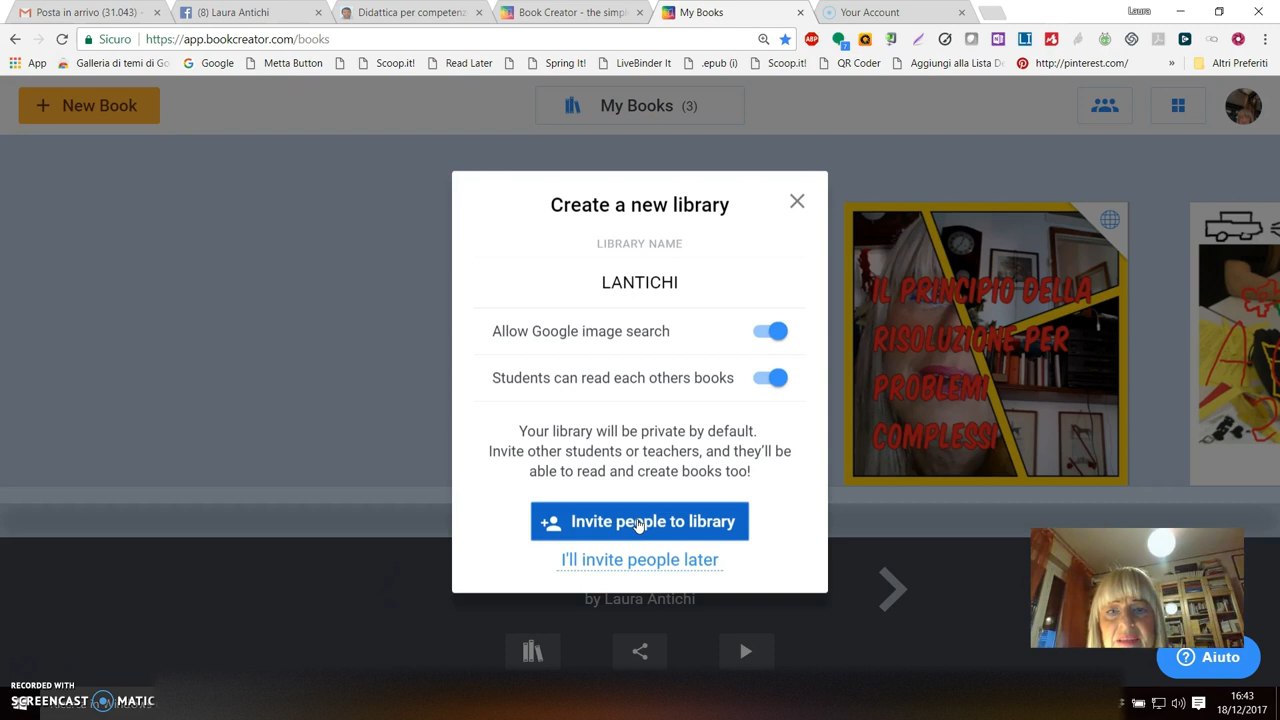 Posta in arrivo (31.043)
(8) Laura Antichi
Didattica per competenz
Book Creator - the simpl
My Books
Your Account
Laura
Sicuro
https://app.bookcreator.com/books
App
Galleria di temi di Go
Google
Metta Button
Scoop.it!
Read Later
Spring It!
LiveBinder It
.epub (i)
Scoop.it!
QR Coder
Aggiungi alla Lista De
http://pinterest.com/
»
Altri Preferiti
+ New Book
My Books (3)
Create a new library
LIBRARY NAME
LANTICHI
Allow Google image search
Students can read each others books
Your library will be private by default.
Invite other students or teachers, and they'll be
able to read and create books too!
Invite people to library
I'll invite people later
IL PRINCIPIO DELLA
RISOLUZIONE PER
PROBLEMI
COMPLESSI
by Laura Antichi
Aiuto
RECORDED WITH
SCREENCAST MATIC
16:43
18/12/2017